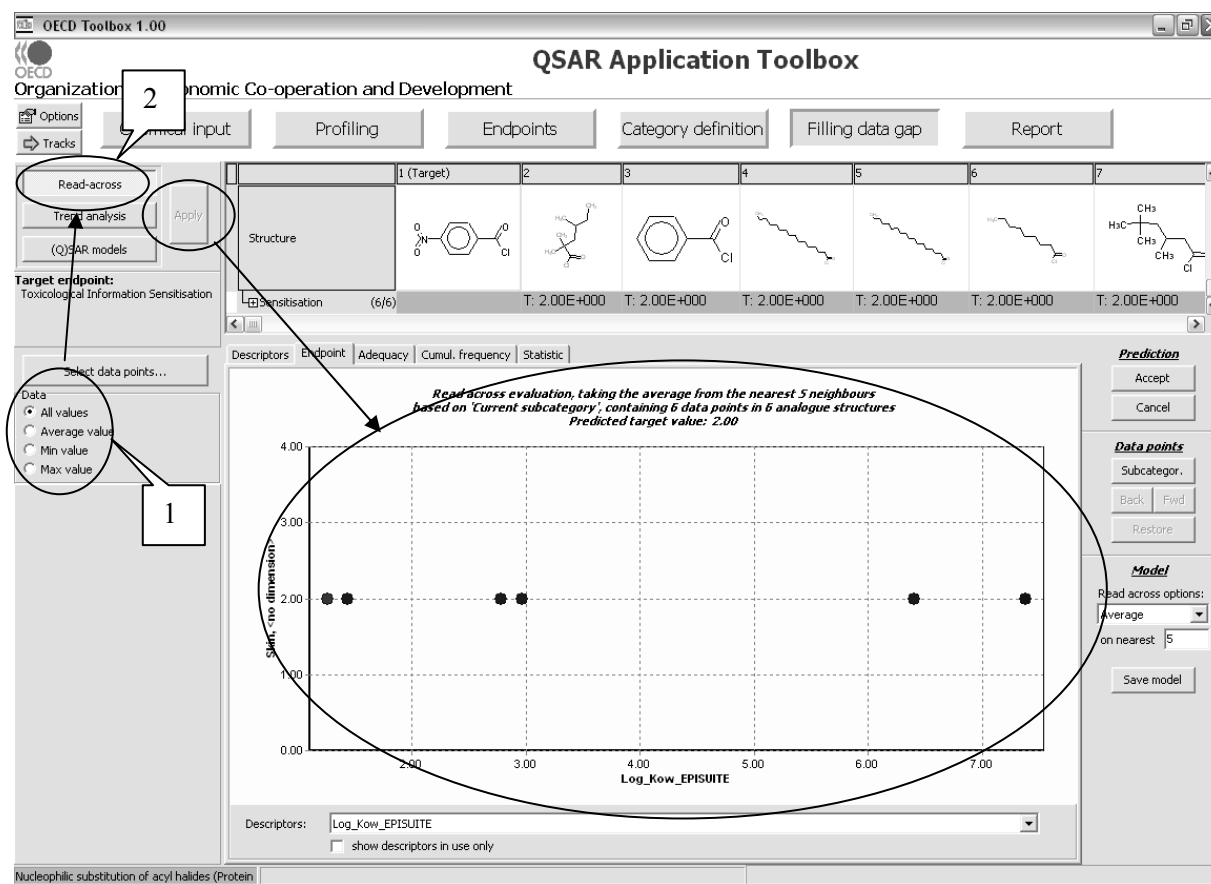 OECD Toolbox 1.00
OECD
QSAR Application Toolbox
Organization nomic Co-operation and Development
2
Options
Tracks
ical input
Profiling
Endpoints
Category definition
Filling data gap
Report
Read-across
Trend analysis
(Q)SAR models
Apply
1 (Target) 2 3 4 5 6 7
Structure
Sensitisation (6/6) T: 2.00E+000 T: 2.00E+000 T: 2.00E+000 T: 2.00E+000 T: 2.00E+000 T: 2.00E+000
Target endpoint:
Toxicological Information Sensitisation
Select data points...
Data
All values
Average value
Min value
Max value
1
Descriptors Endpoint Adequacy Cumul. frequency Statistic
Read across evaluation, taking the average from the nearest 5 neighbours
based on 'Current subcategory', containing 6 data points in 6 analogue structures
Predicted target value: 2.00
4.00
3.00
2.00
1.00
0.00
Skin, <no dimension>
2.00 3.00 4.00 5.00 6.00 7.00
Log_Kow_EPISUITE
Descriptors: Log_Kow_EPISUITE
show descriptors in use only
Prediction
Accept
Cancel
Data points
Subcategor.
Back Fwd
Restore
Model
Read across options:
Average
on nearest 5
Save model
Nucleophilic substitution of acyl halides (Protein